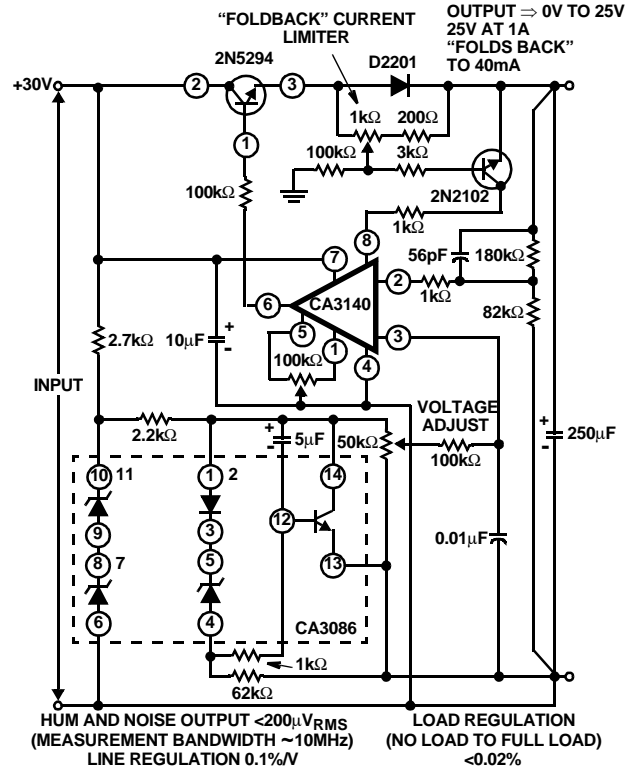 “FOLDBACK” CURRENT
LIMITER
OUTPUT ⇒ 0V TO 25V
25V AT 1A
“FOLDS BACK”
TO 40mA
2N5294
D2201
+30V
2
3
1kΩ
200Ω
1
100kΩ
3kΩ
2N2102
100kΩ
1kΩ
8
7
56pF
180kΩ
2
1kΩ
6
CA3140
82kΩ
5
1
3
2.7kΩ
10μF
+
-
100kΩ
4
INPUT
VOLTAGE
ADJUST
2.2kΩ
+
-
5μF
50kΩ
100kΩ
+
-
250μF
10
11
1
2
14
9
3
12
0.01μF
8
7
5
13
6
4
CA3086
1kΩ
62kΩ
HUM AND NOISE OUTPUT <200μVRMS
(MEASUREMENT BANDWIDTH ~10MHz)
LINE REGULATION 0.1%/V
LOAD REGULATION
(NO LOAD TO FULL LOAD)
<0.02%